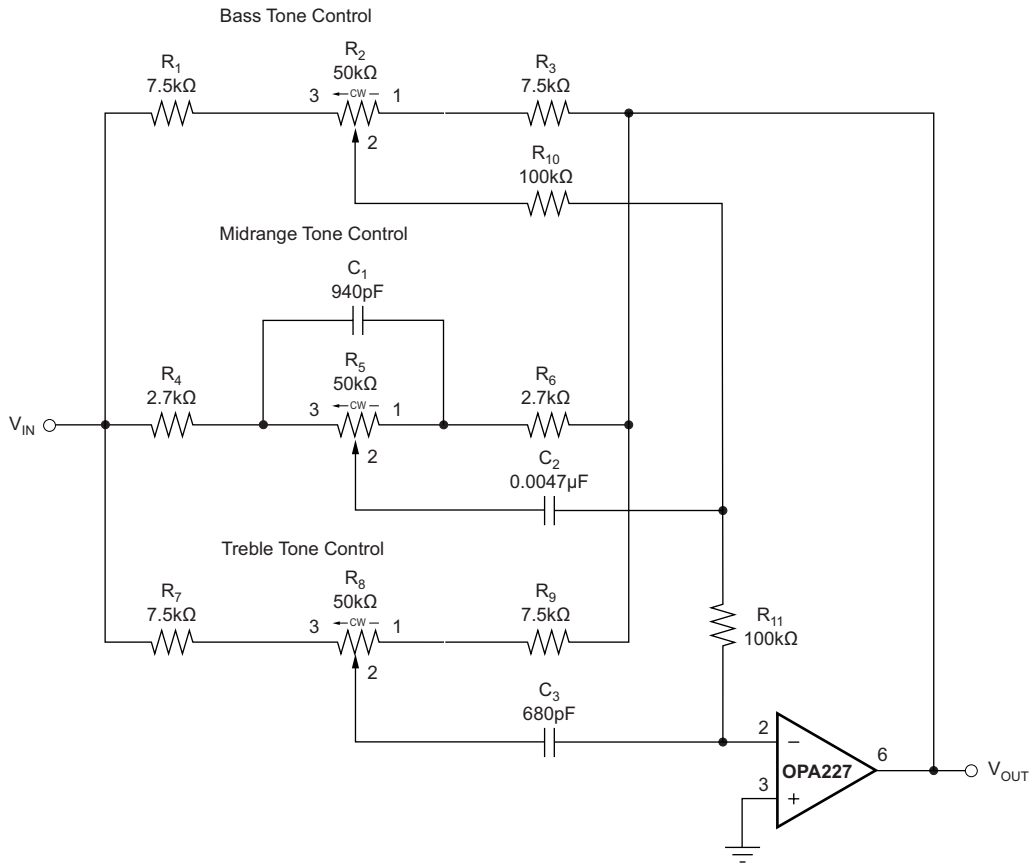 Bass Tone Control
R1
7.5kΩ
R2
50kΩ
3
CW
1
2
R3
7.5kΩ
R10
100kΩ
Midrange Tone Control
C1
940pF
R4
2.7kΩ
R5
50kΩ
3
CW
1
2
R6
2.7kΩ
VIN
C2
0.0047µF
Treble Tone Control
R7
7.5kΩ
R8
50kΩ
3
CW
1
2
R9
7.5kΩ
R11
100kΩ
C3
680pF
2
−
OPA227
3
+
6
VOUT